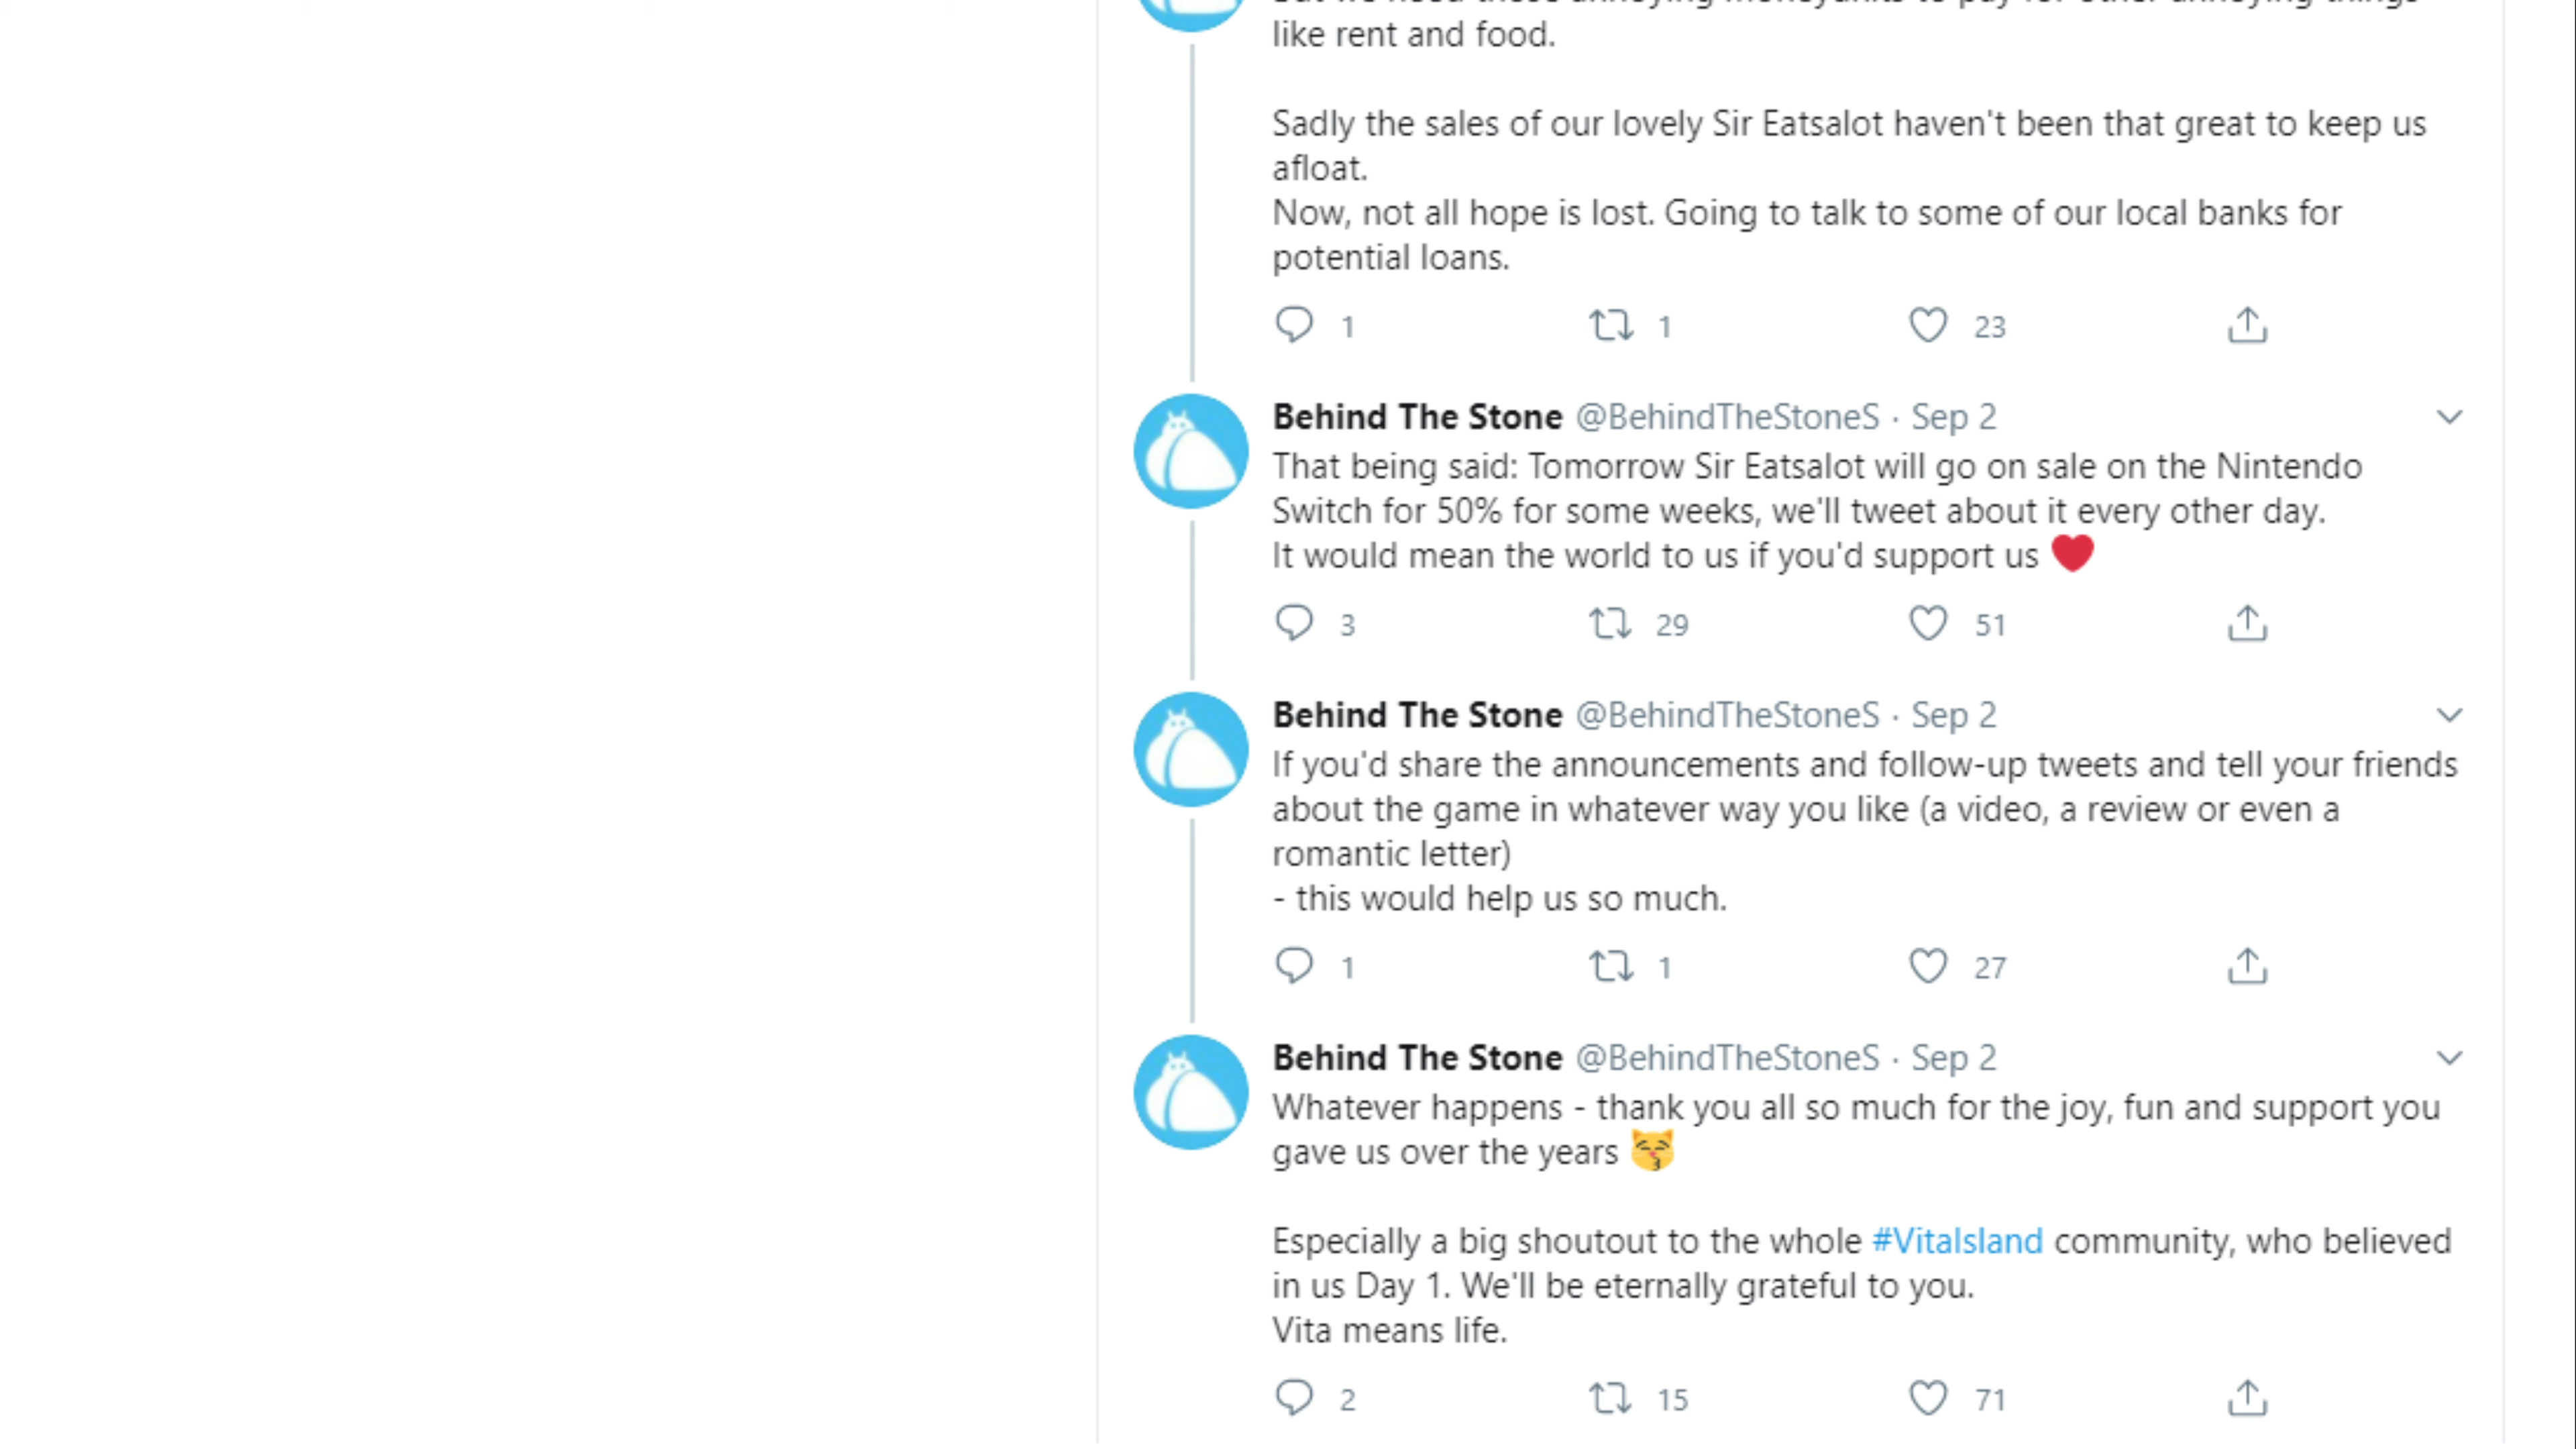 like rent and food.
Sadly the sales of our lovely Sir Eatsalot haven't been that great to keep us
afloat.
Now, not all hope is lost. Going to talk to some of our local banks for
potential loans.
1 1 23
Behind The Stone @BehindTheStoneS · Sep 2
That being said: Tomorrow Sir Eatsalot will go on sale on the Nintendo
Switch for 50% for some weeks, we'll tweet about it every other day.
It would mean the world to us if you'd support us ❤️
3 29 51
Behind The Stone @BehindTheStoneS · Sep 2
If you'd share the announcements and follow-up tweets and tell your friends
about the game in whatever way you like (a video, a review or even a
romantic letter)
- this would help us so much.
1 1 27
Behind The Stone @BehindTheStoneS · Sep 2
Whatever happens - thank you all so much for the joy, fun and support you
gave us over the years 😽
Especially a big shoutout to the whole #VitaIsland community, who believed
in us Day 1. We'll be eternally grateful to you.
Vita means life.
2 15 71